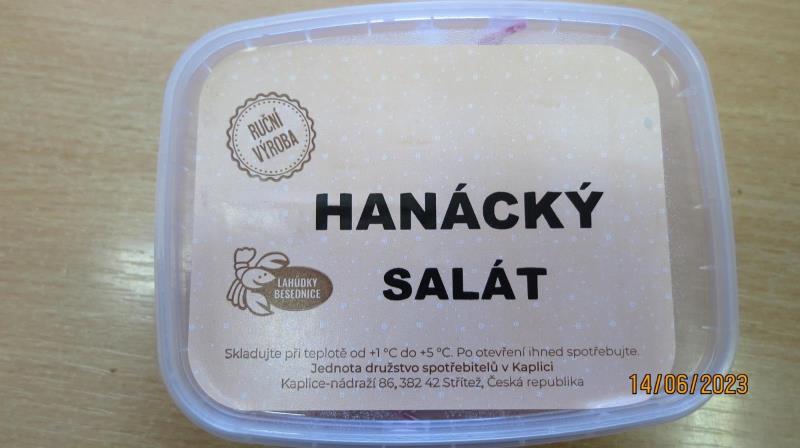 RUČNÍ
VÝROBA
HANÁCKÝ
SALÁT
LAHŮDKY
BESEDNICE
Skladujte při teplotě od +1 °C do +5 °C. Po otevření ihned spotřebujte.
Jednota družstvo spotřebitelů v Kaplici
Kaplice-nádraží 86, 382 42 Střítež, Česká republika
14/06/2023